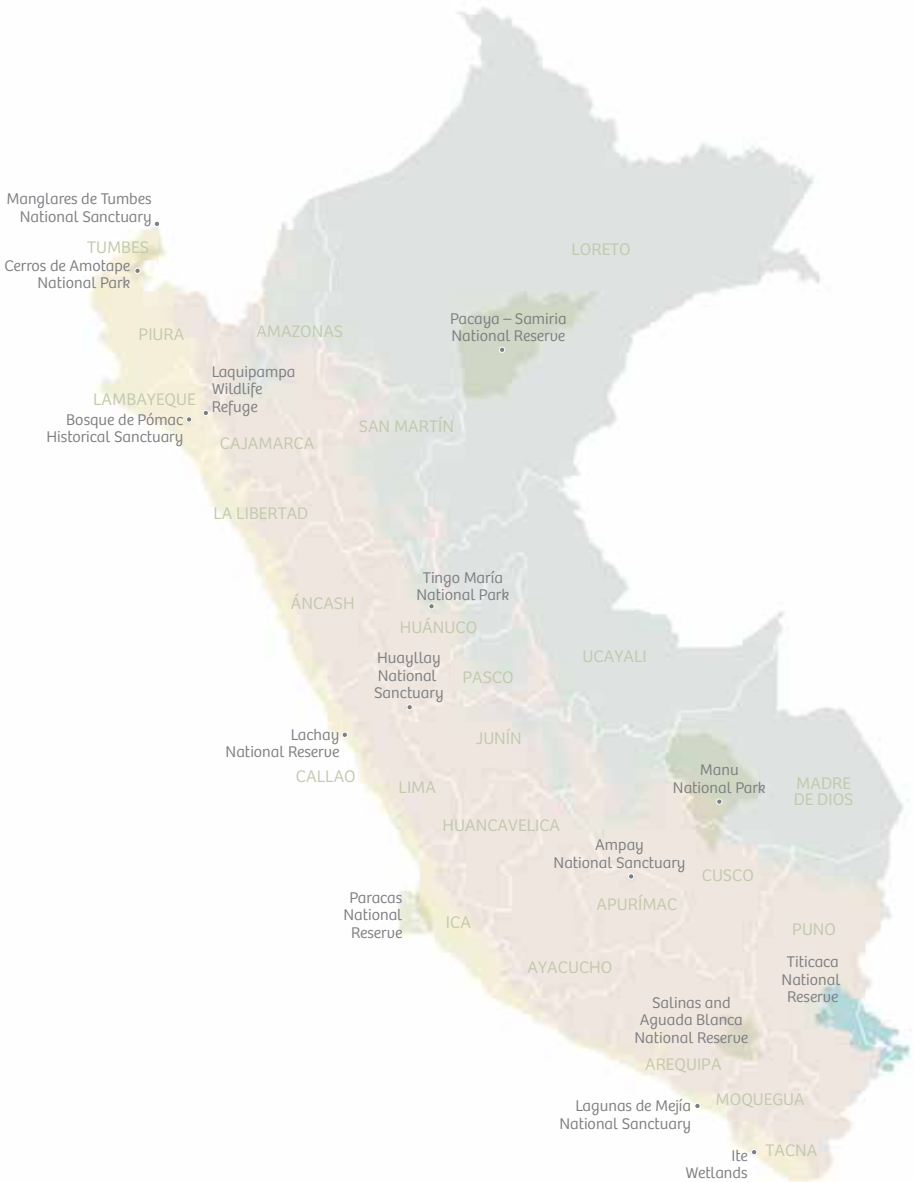 Manglares de Tumbes
National Sanctuary
TUMBES
LORETO
Cerros de Amotape
National Park
Pacaya – Samiria
National Reserve
PIURA
AMAZONAS
Laquipampa
Wildlife
Refuge
LAMBAYEQUE
Bosque de Pómac
Historical Sanctuary
SAN MARTÍN
CAJAMARCA
LA LIBERTAD
Tingo María
National Park
ÁNCASH
HUÁNUCO
Huayllay
National
Sanctuary
UCAYALI
PASCO
Lachay
National Reserve
JUNÍN
CALLAO
LIMA
Manu
National Park
MADRE
DE DIOS
HUANCAVELICA
Ampay
National Sanctuary
CUSCO
Paracas
National
Reserve
APURÍMAC
ICA
PUNO
AYACUCHO
Titicaca
National
Reserve
Salinas and
Aguada Blanca
National Reserve
AREQUIPA
MOQUEGUA
Lagunas de Mejía
National Sanctuary
TACNA
Ite
Wetlands